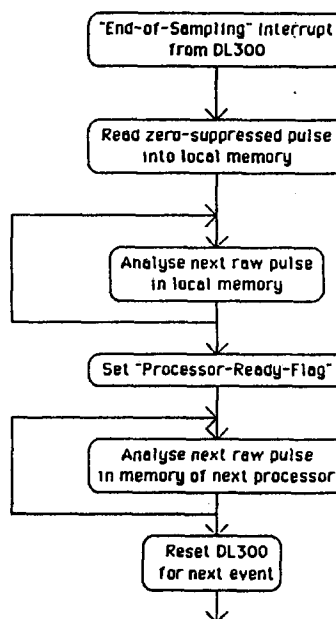 "End-of-Sampling" Interrupt
from DL300
Read zero-suppressed pulse
into local memory
Analyse next raw pulse
in local memory
Set "Processor-Ready-Flag"
Analyse next raw pulse
in memory of next processor
Reset DL300
for next event